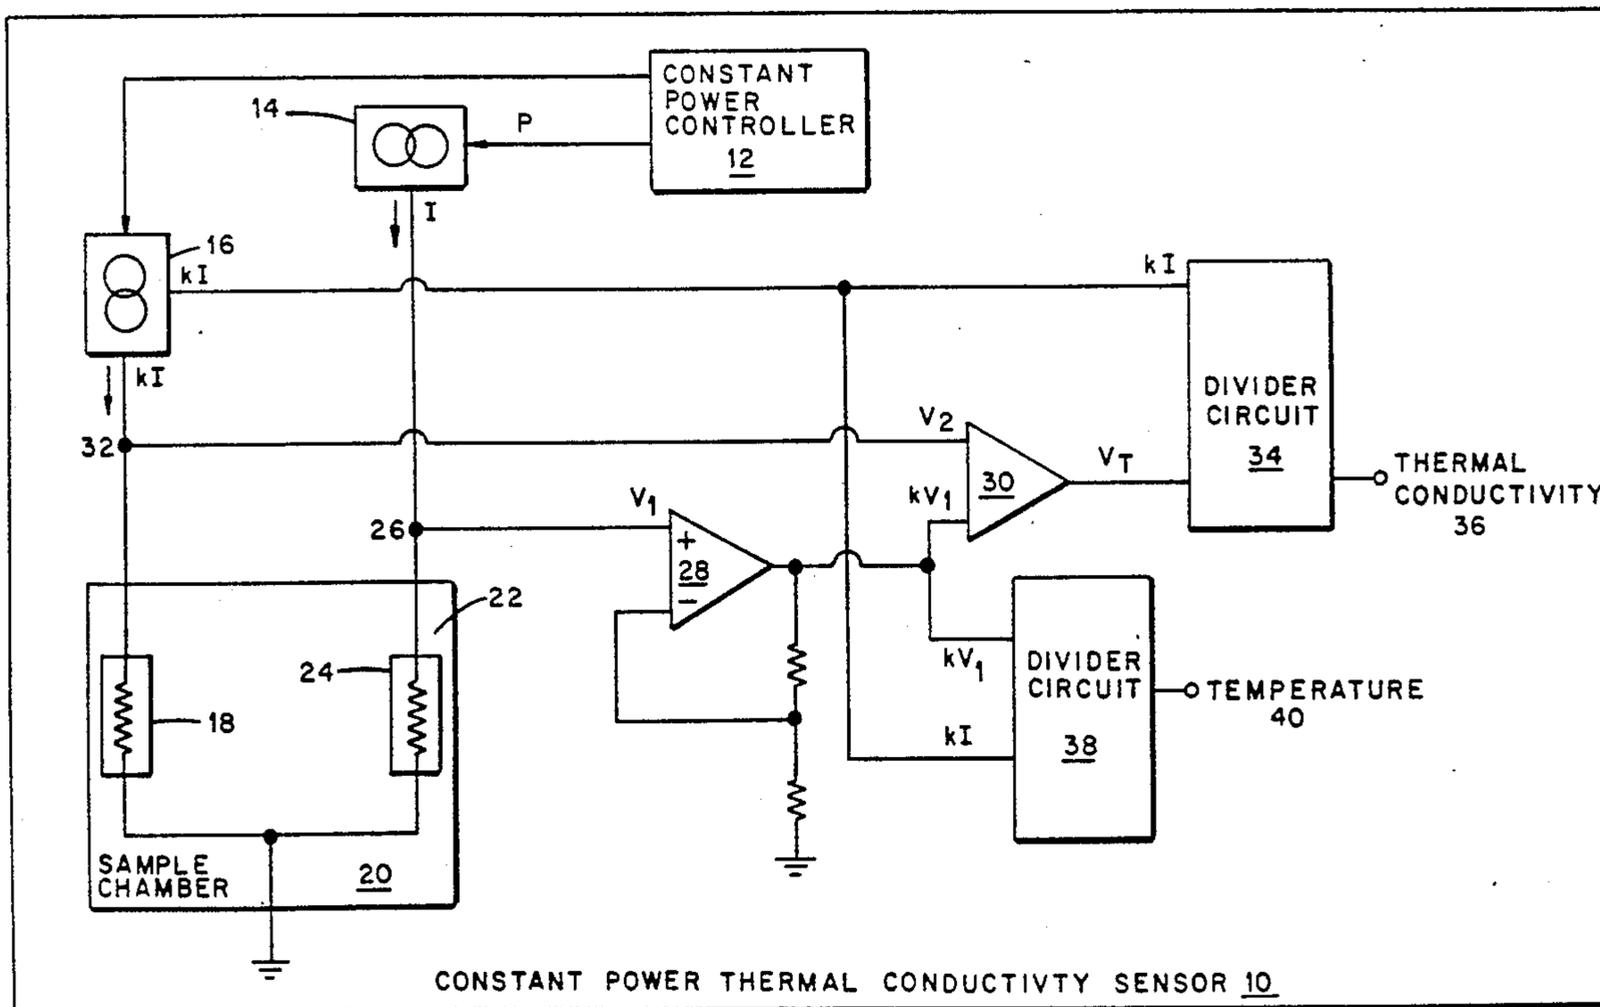 CONSTANT
POWER
CONTROLLER
12
14
P
I
16
kI
kI
kI
32
V2
30
VT
DIVIDER
CIRCUIT
34
THERMAL
CONDUCTIVITY
36
V1
kV1
26
+
28
−
22
24
18
kV1
kI
DIVIDER
CIRCUIT
38
TEMPERATURE
40
SAMPLE
CHAMBER
20
CONSTANT POWER THERMAL CONDUCTIVTY SENSOR 10